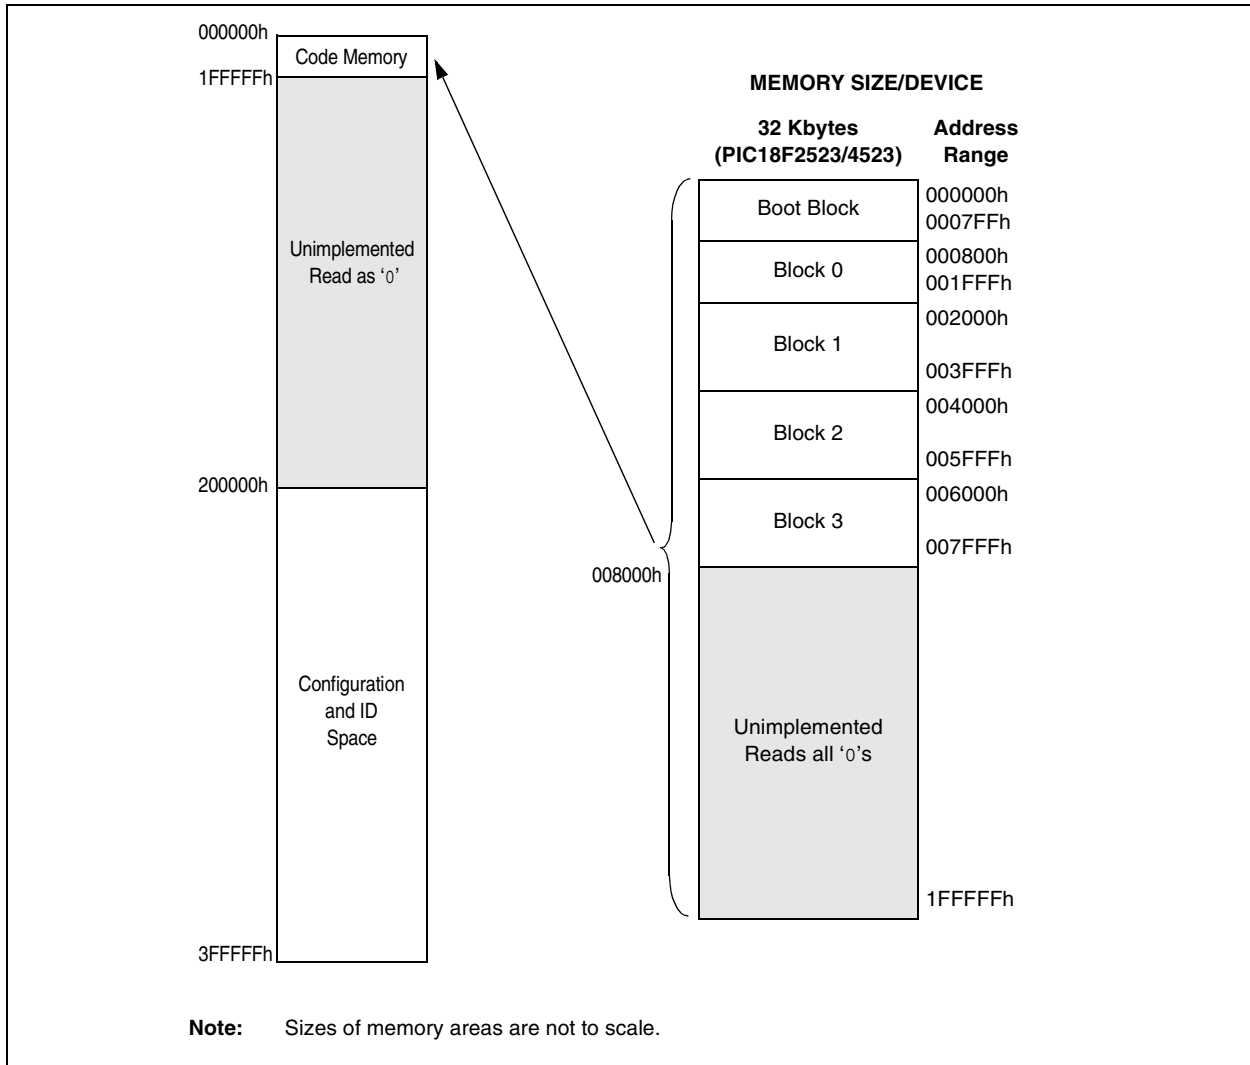 000000h
Code Memory
1FFFFFh
Unimplemented
Read as ‘0’
200000h
Configuration
and ID
Space
3FFFFFh
MEMORY SIZE/DEVICE
32 Kbytes
(PIC18F2523/4523)
Address
Range
Boot Block
000000h
0007FFh
Block 0
000800h
001FFFh
Block 1
002000h
003FFFh
Block 2
004000h
005FFFh
Block 3
006000h
007FFFh
008000h
Unimplemented
Reads all ‘0’s
1FFFFFh
Note: Sizes of memory areas are not to scale.